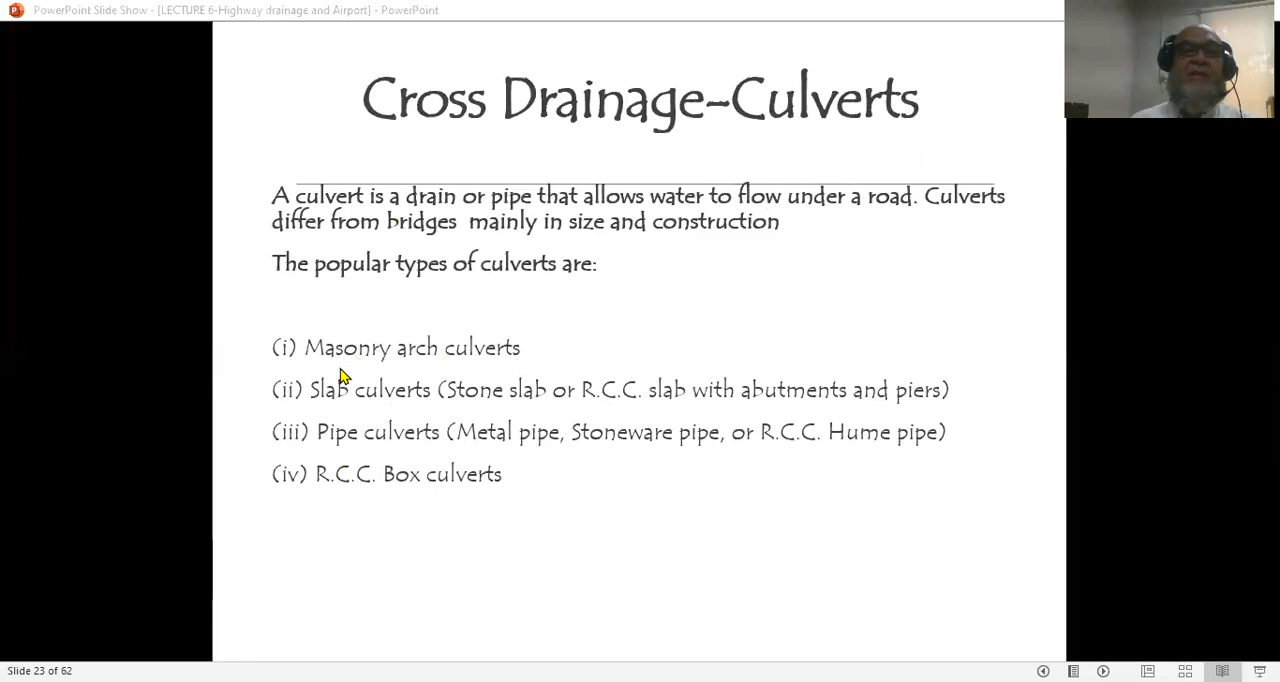 PowerPoint Slide Show - [LECTURE 6-Highway drainage and Airport] - PowerPoint
Cross Drainage-Culverts
A culvert is a drain or pipe that allows water to flow under a road. Culverts
differ from bridges mainly in size and construction
The popular types of culverts are:
(i) Masonry arch culverts
(ii) Slab culverts (Stone slab or R.C.C. slab with abutments and piers)
(iii) Pipe culverts (Metal pipe, Stoneware pipe, or R.C.C. Hume pipe)
(iv) R.C.C. Box culverts
Slide 23 of 62